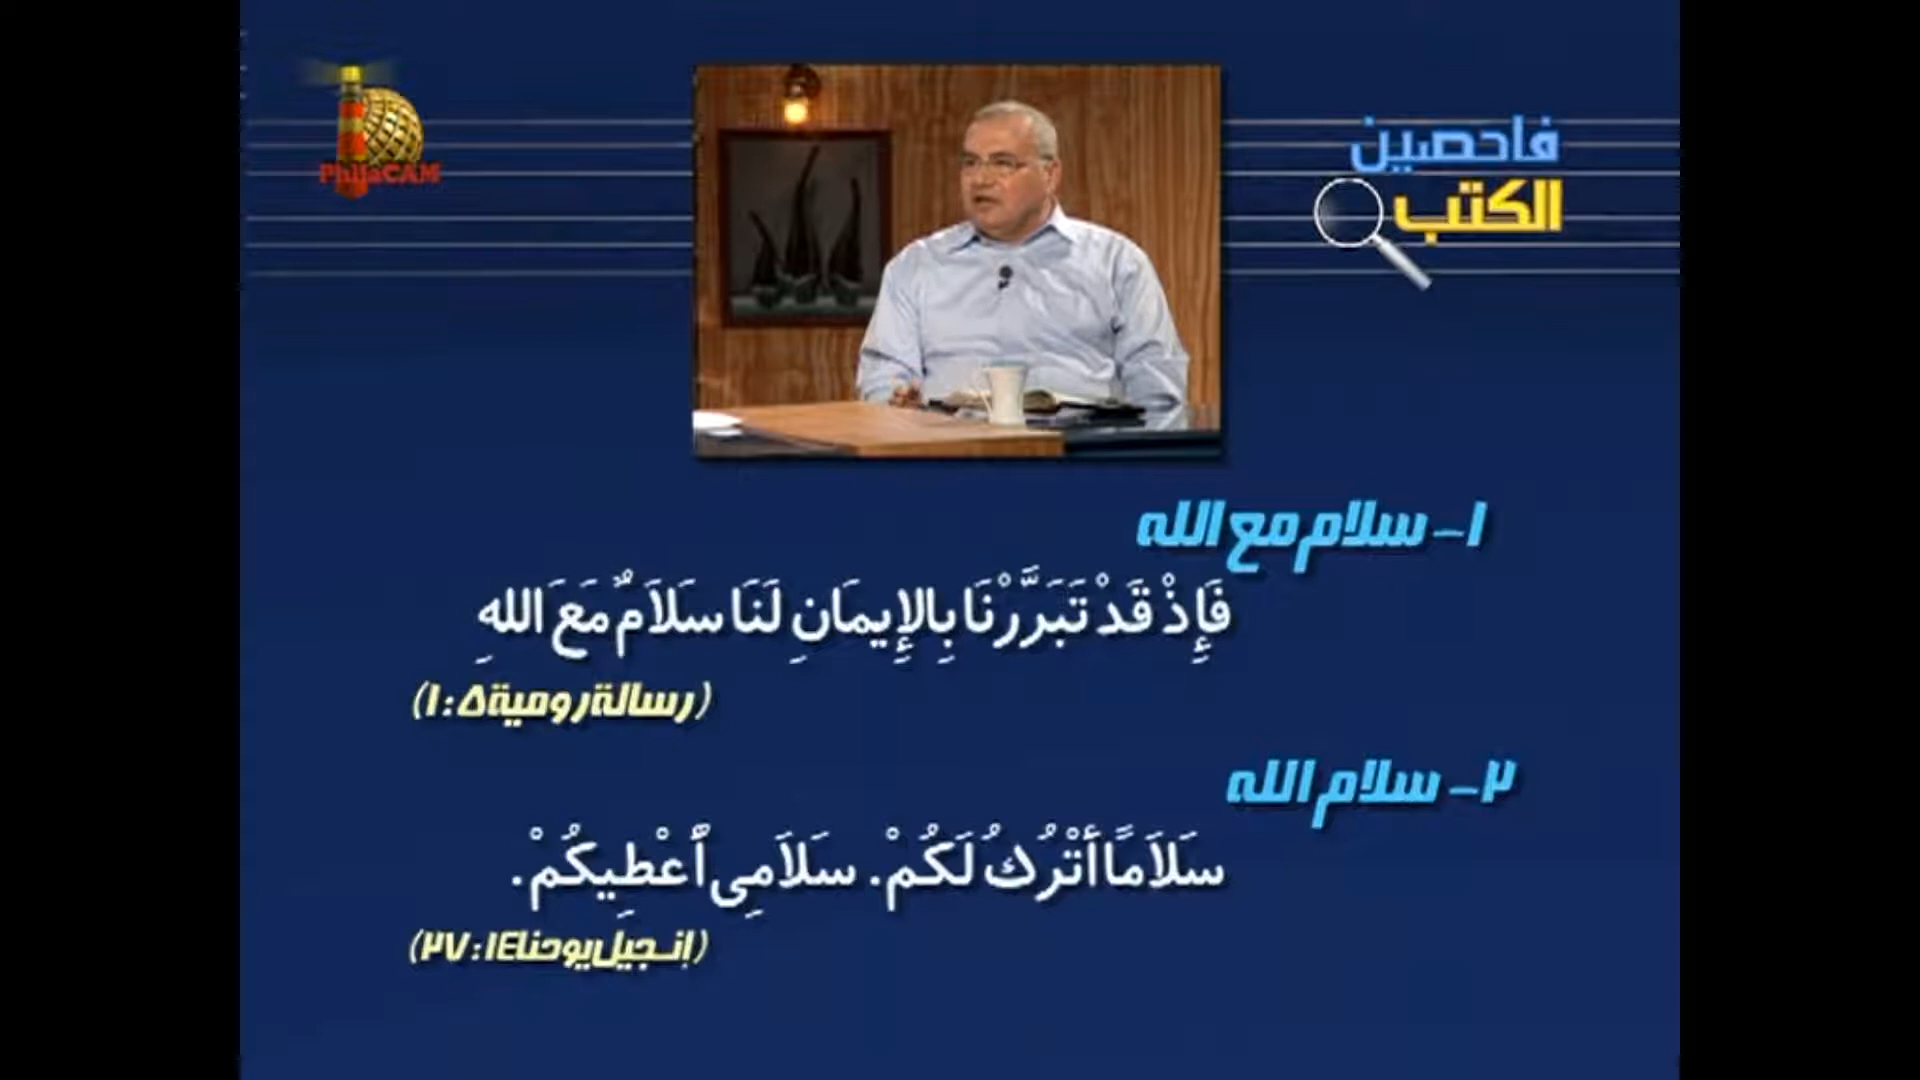 PhilaCAM
فاحصين
الكتب
١- سلام مع الله
فَإِذْ قَدْ تَبَرَّرْنَا بِالإِيمَانِ لَنَا سَلاَمٌ مَعَ اللهِ
(رسالة رومية ٥ : ١)
٢- سلام الله
سَلاَمًا أَتْرُكُ لَكُمْ. سَلاَمِى أُعْطِيكُمْ.
(إنجيل يوحنا ١٤ : ٢٧)